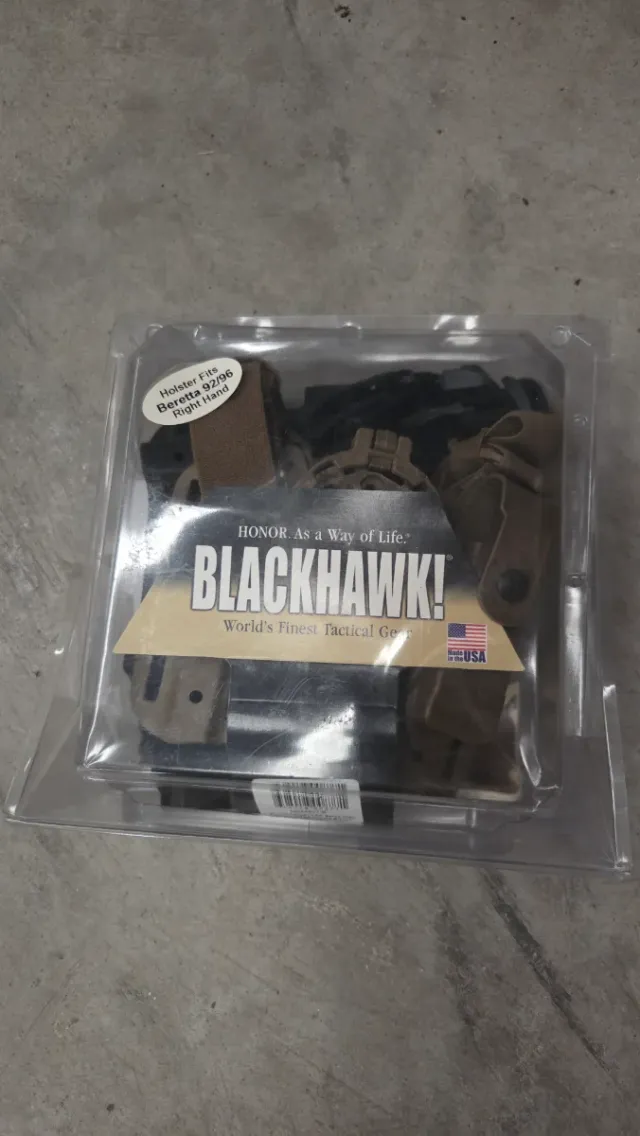 Holster Fits
Beretta 92/96
Right Hand
HONOR. As a Way of Life.®
BLACKHAWK!®
World's Finest Tactical Gear
Made
in the USA